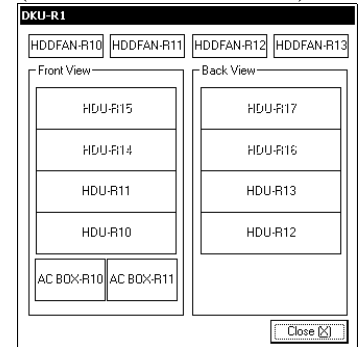 DKU-R1
HDDFAN-R10 HDDFAN-R11 HDDFAN-R12 HDDFAN-R13
Front View
HDU-R15
HDU-R14
HDU-R11
HDU-R10
AC BOX-R10 AC BOX-R11
Back View
HDU-R17
HDU-R16
HDU-R13
HDU-R12
Close (X)